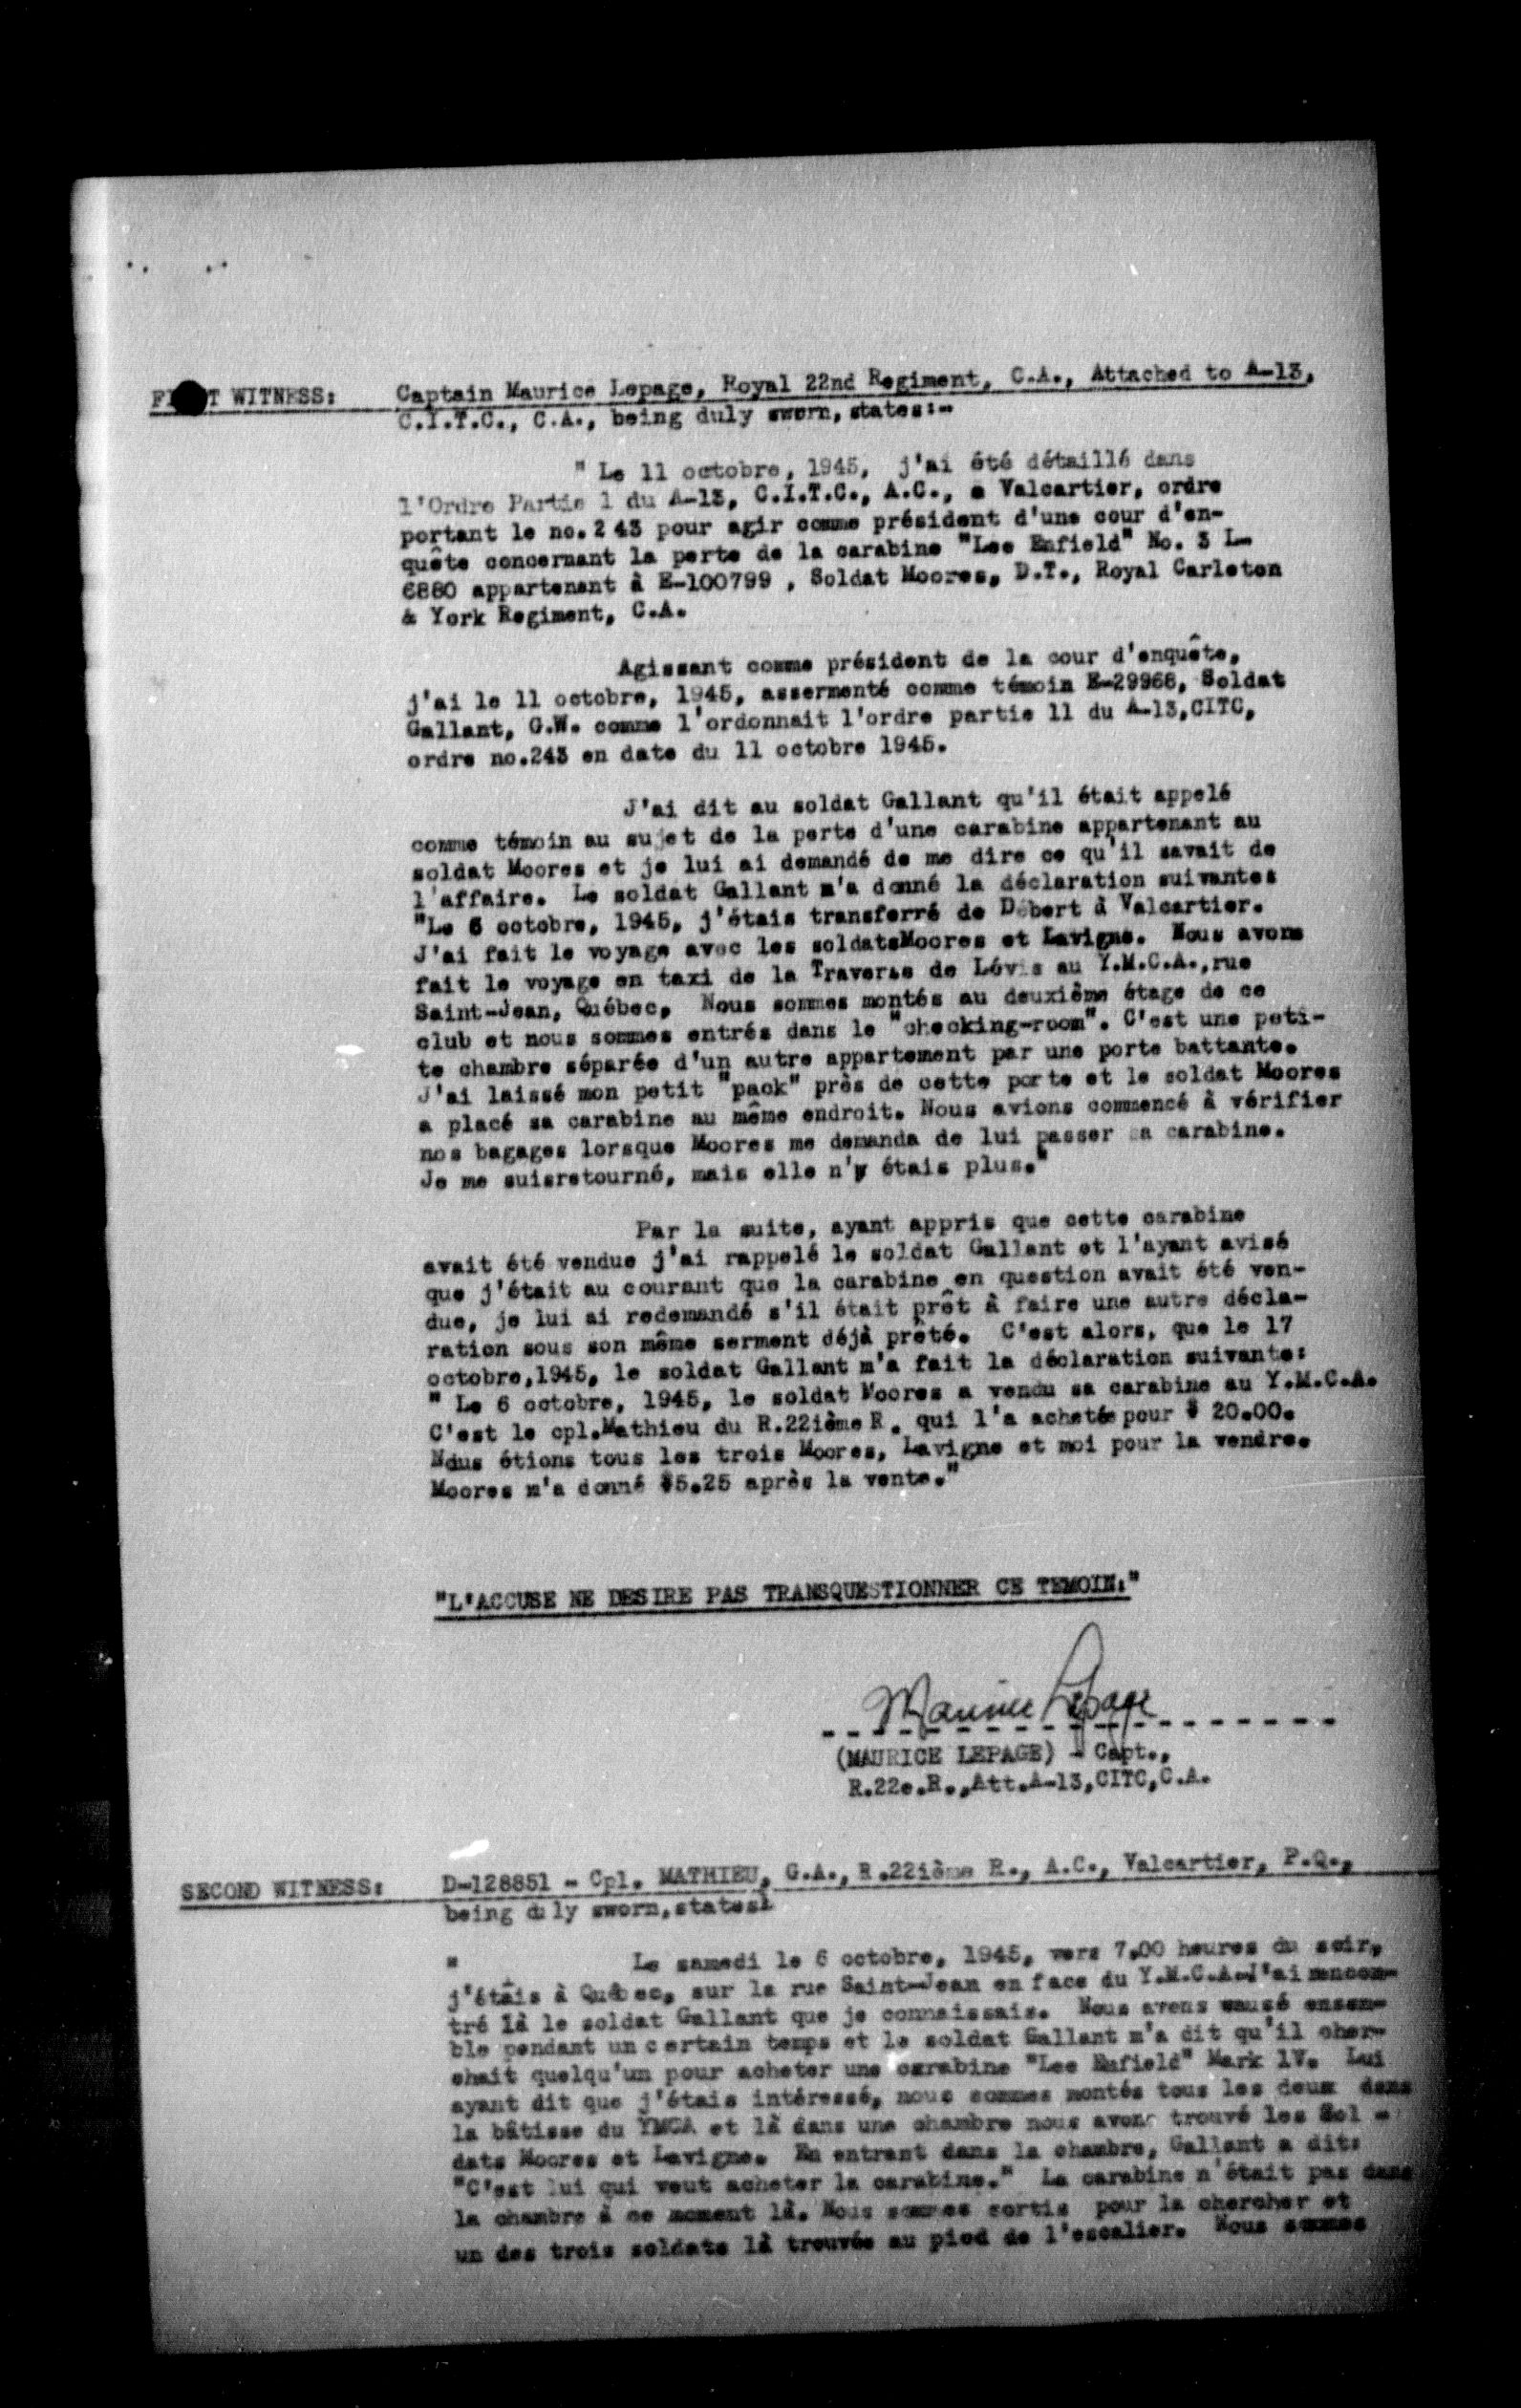 FI T WITNESS: Captain Maurice Lepage, Royal 22nd Regiment, C.A., Attached to A-13,
C.I.T.C., C.A., being duly sworn, states:-
" Le 11 octobre, 1945, j'ai été détaillé dans
l'Ordre Partie 1 du A-13, C.I.T.C., A.C., a Valcartier, ordre
portant le no. 243 pour agir comme président d'une cour d'en-
quête concernant la perte de la carabine "Lee Enfield" No. 3 L-
6880 appartenant à E-100799 , Soldat Moores, D.T., Royal Carleton
& York Regiment, C.A.
Agissant comme président de la cour d'enquête,
j'ai le 11 octobre, 1945, assermenté comme témoin E-29968, Soldat
Gallant, G.W. comme l'ordonnait l'ordre partie 11 du A-13,CITC,
ordre no.243 en date du 11 octobre 1945.
J'ai dit au soldat Gallant qu'il était appelé
comme témoin au sujet de la perte d'une carabine appartenant au
soldat Moores et je lui ai demandé de me dire ce qu'il savait de
l'affaire. Le soldat Gallant m'a donné la déclaration suivante:
"Le 6 octobre, 1945, j'étais transferré de Débert à Valcartier.
J'ai fait le voyage avec les soldatsMoores et Lavigne. Nous avons
fait le voyage en taxi de la Traverse de Lévis au Y.M.C.A.,rue
Saint-Jean, Québec, Nous sommes montés au deuxième étage de ce
club et nous sommes entrés dans le "checking-room". C'est une peti-
te chambre séparée d'un autre appartement par une porte battante.
J'ai laissé mon petit "pack" près de cette porte et le soldat Moores
a placé sa carabine au même endroit. Nous avions commencé à vérifier
nos bagages lorsque Moores me demanda de lui passer sa carabine.
Je me suisretourné, mais elle n'y étais plus."
Par la suite, ayant appris que cette carabine
avait été vendue j'ai rappelé le soldat Gallant et l'ayant avisé
que j'était au courant que la carabine en question avait été ven-
due, je lui ai redemandé s'il était prêt à faire une autre décla-
ration sous son même serment déjà prêté. C'est alors, que le 17
octobre,1945, le soldat Gallant m'a fait la déclaration suivante:
" Le 6 octobre, 1945, le soldat Moores a vendu sa carabine au Y.M.C.A.
C'est le cpl.Mathieu du R.22ième R. qui l'a achetée pour $ 20.00.
Nous étions tous les trois Moores, Lavigne et moi pour la vendre.
Moores m'a donné $5.25 après la vente."
"L'ACCUSE NE DESIRE PAS TRANSQUESTIONNER CE TEMOIN."
Maurice Lepage
(MAURICE LEPAGE) - Capt.,
R.22e.R.,Att.A-13,CITC,C.A.
SECOND WITNESS: D-128851 - Cpl. MATHIEU, G.A., R.22ième R., A.C., Valcartier, P.Q.,
being duly sworn,states:
" Le samedi le 6 octobre, 1945, vers 7.00 heures du soir,
j'étais à Québec, sur la rue Saint-Jean en face du Y.M.C.A.J'ai rencon-
tré là le soldat Gallant que je connaissais. Nous avons causé ensem-
ble pendant un certain temps et le soldat Gallant m'a dit qu'il cher-
chait quelqu'un pour acheter une carabine "Lee Enfield" Mark 1V. Lui
ayant dit que j'étais intéressé, nous sommes montés tous les deux dans
la bâtisse du YMCA et là dans une chambre nous avons trouvé les Sol -
dats Moores et Lavigne. En entrant dans la chambre, Gallant a dit:
"C'est lui qui veut acheter la carabine." La carabine n'était pas dans
la chambre à ce moment là. Nous sommes sortis pour la chercher et
un des trois soldats là trouvée au pied de l'escalier. Nous sommes